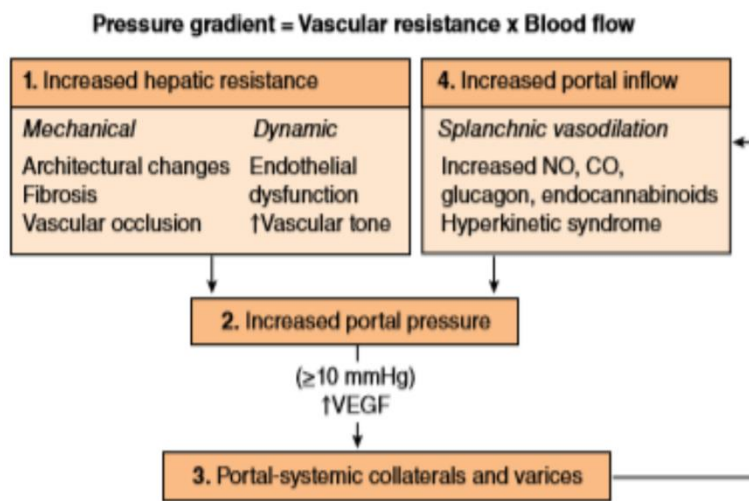 Pressure gradient = Vascular resistance x Blood flow
1. Increased hepatic resistance
Mechanical
Architectural changes
Fibrosis
Vascular occlusion
Dynamic
Endothelial
dysfunction
↑Vascular tone
4. Increased portal inflow
Splanchnic vasodilation
Increased NO, CO,
glucagon, endocannabinoids
Hyperkinetic syndrome
2. Increased portal pressure
(≥10 mmHg)
↑VEGF
3. Portal-systemic collaterals and varices